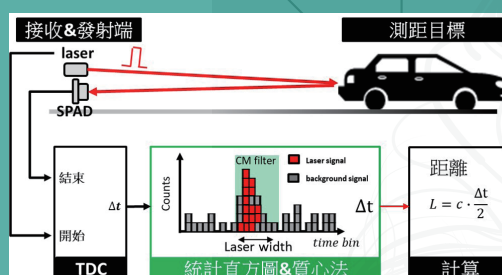 接收&發射端
測距目標
laser
SPAD
結束
Δt
開始
TDC
CM filter
Laser signal
background signal
Counts
Laser width
time bin
統計直方圖&質心法
Δt
距離
L = c · Δt/2
計算